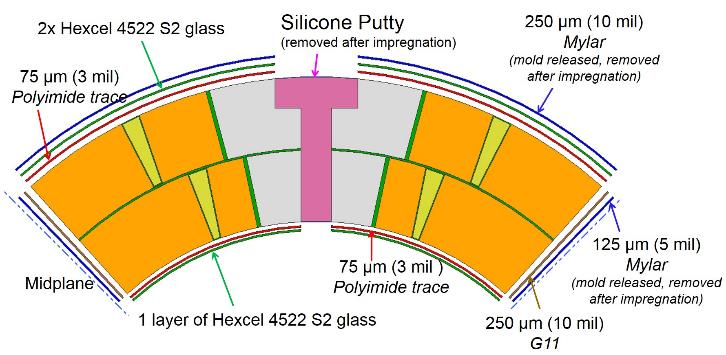 2x Hexcel 4522 S2 glass
Silicone Putty
(removed after impregnation)
250 µm (10 mil)
Mylar
(mold released, removed
after impregnation)
75 µm (3 mil)
Polyimide trace
Midplane
75 µm (3 mil )
Polyimide trace
125 µm (5 mil)
Mylar
(mold released, removed
after impregnation)
1 layer of Hexcel 4522 S2 glass
250 µm (10 mil)
G11